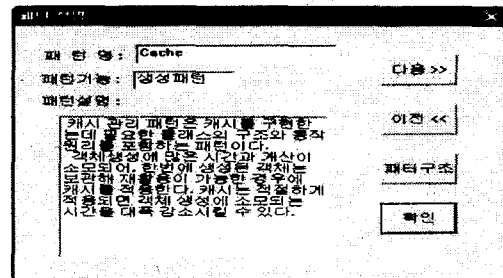 패 턴 명 : Cache
패턴기능 : 생성패턴
패턴설명 :
캐시 관리 패턴은 캐시를 구현한
는데 필요한 클래스의 구조와 동작
원리를 포함하는 패턴이다.
객체생성에 많은 시간과 계산이
소모되어, 한번에 생성된 객체는
보관해 재활용이 가능한 경우에
캐시를 적용한다. 캐시는 적절하게
적용되면 객체 생성에 소모되는
시간을 대폭 감소시킬 수 있다.
다음 >>
이전 <<
패턴구조
확인